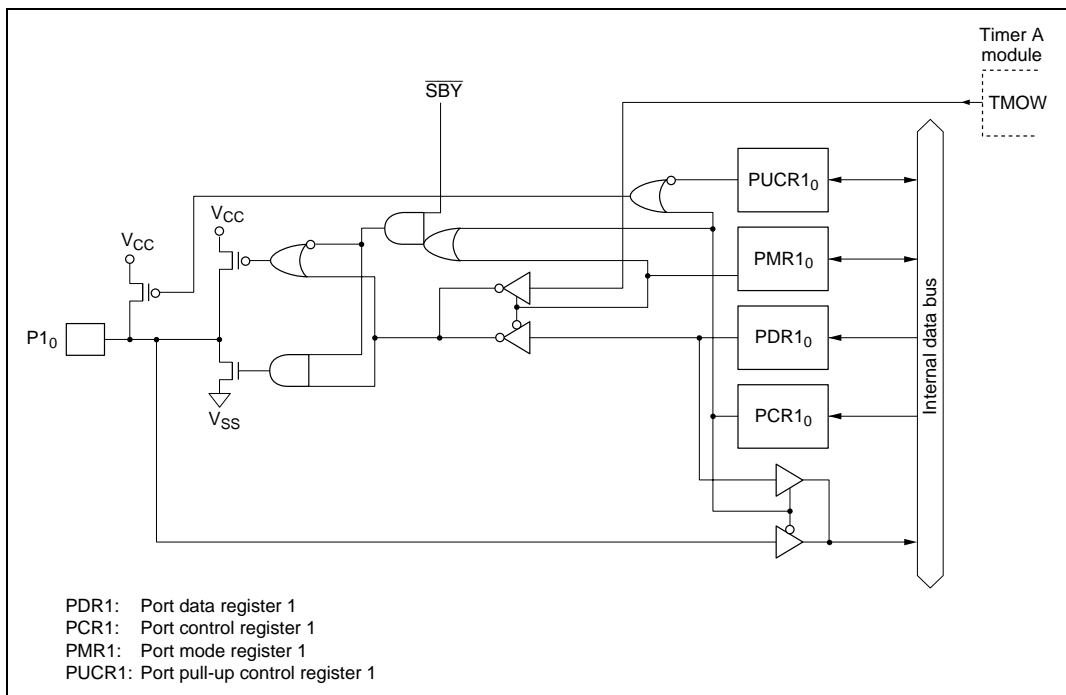 Timer A
module
TMOW
S̅B̅Y̅
PUCR1₀
V_CC
V_CC
PMR1₀
P1₀
PDR1₀
V_SS
PCR1₀
Internal data bus
PDR1: Port data register 1
PCR1: Port control register 1
PMR1: Port mode register 1
PUCR1: Port pull-up control register 1